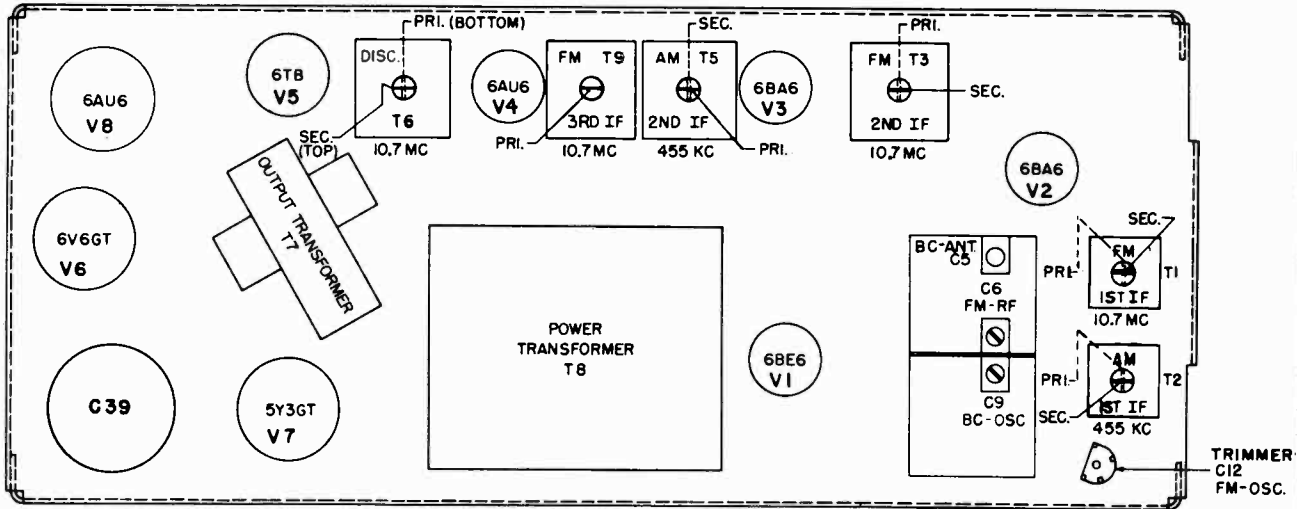 PRI. (BOTTOM)
SEC.
PRI.
6AU6
V8
6TB
V5
DISC.
T6
10.7 MC
SEC.
(TOP)
6AU6
V4
FM T9
3RD IF
10.7 MC
PRI.
AM T5
2ND IF
455 KC
PRI.
6BA6
V3
FM T3
2ND IF
10.7 MC
SEC.
6BA6
V2
6V6GT
V6
OUTPUT TRANSFORMER
T7
BC-ANT.
C5
C6
FM-RF
C9
BC-OSC
SEC.
PRI.
FM
T1
1ST IF
10.7 MC
PRI.
AM
T2
SEC.
1ST IF
455 KC
POWER
TRANSFORMER
T8
6BE6
V1
C39
5Y3GT
V7
TRIMMER
C12
FM-OSC.